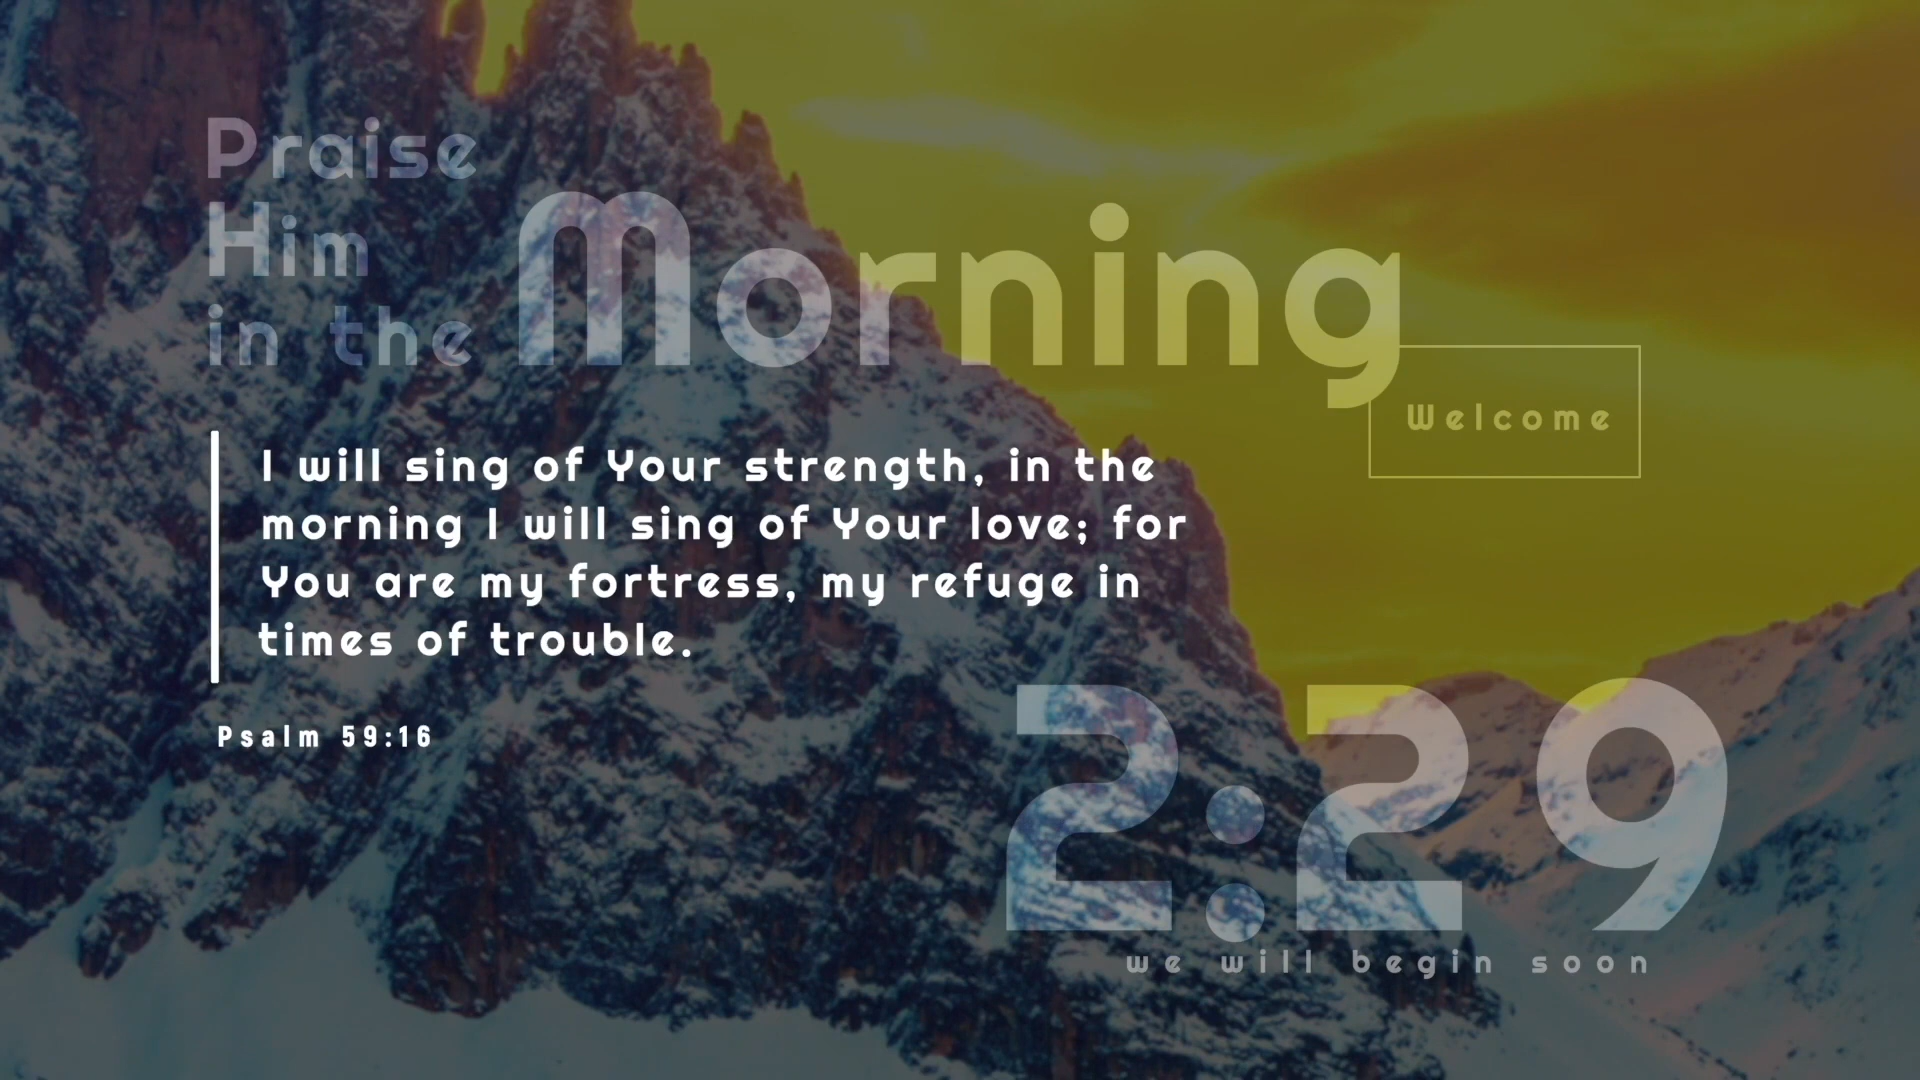 Praise
Him
in the Morning
Welcome
I will sing of Your strength, in the
morning I will sing of Your love; for
You are my fortress, my refuge in
times of trouble.
Psalm 59:16
2:29
we will begin soon